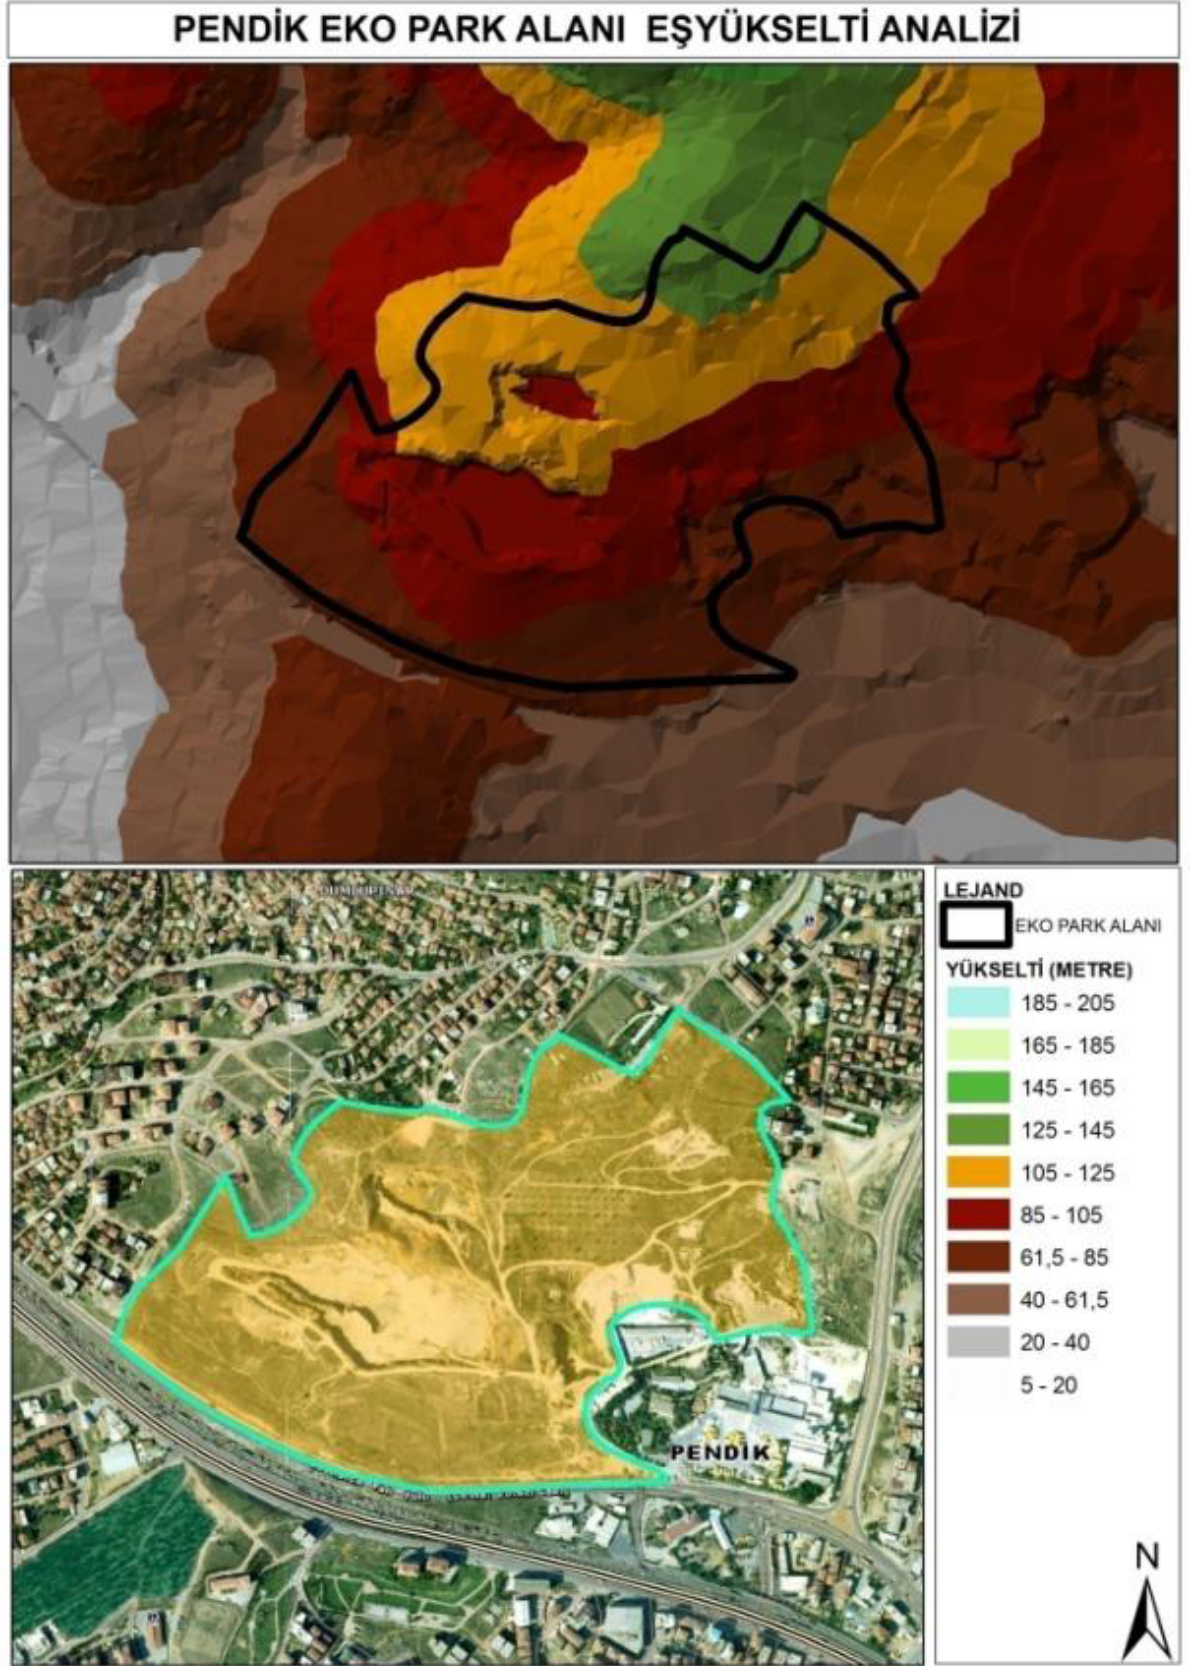 PENDİK EKO PARK ALANI EŞYÜKSELTİ ANALİZİ
DUMLUPINAR
PENDİK
LEJAND
EKO PARK ALANI
YÜKSELTİ (METRE)
185 - 205
165 - 185
145 - 165
125 - 145
105 - 125
85 - 105
61,5 - 85
40 - 61,5
20 - 40
5 - 20
N